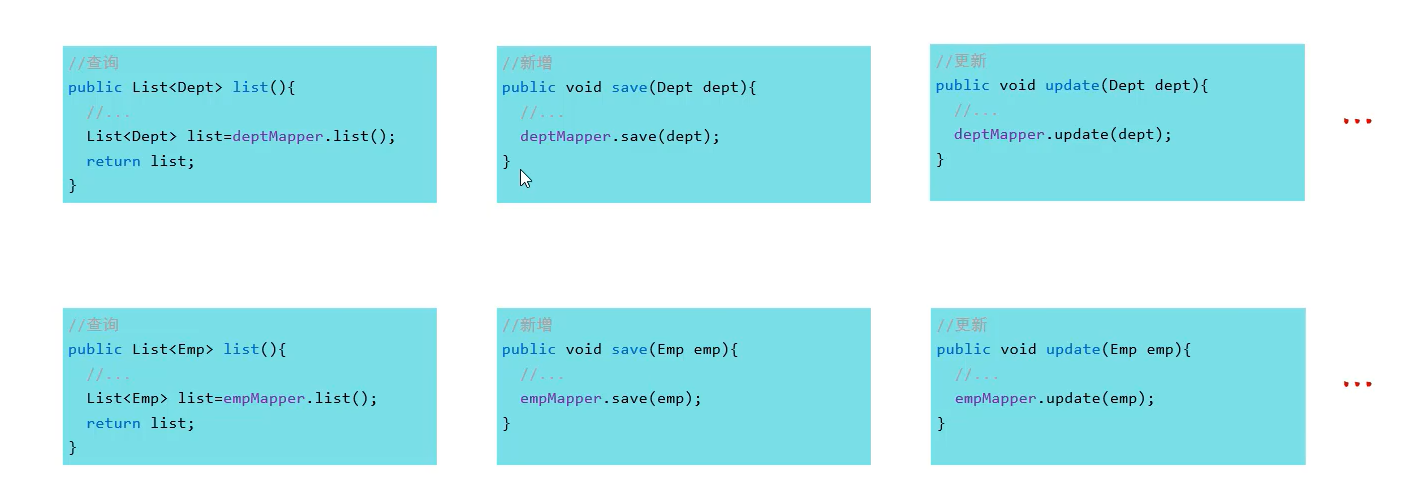 //查询
public List<Dept> list(){
//...
List<Dept> list=deptMapper.list();
return list;
}
//新增
public void save(Dept dept){
//...
deptMapper.save(dept);
}
//更新
public void update(Dept dept){
//...
deptMapper.update(dept);
}
...
//查询
public List<Emp> list(){
//...
List<Emp> list=empMapper.list();
return list;
}
//新增
public void save(Emp emp){
//...
empMapper.save(emp);
}
//更新
public void update(Emp emp){
//...
empMapper.update(emp);
}
...